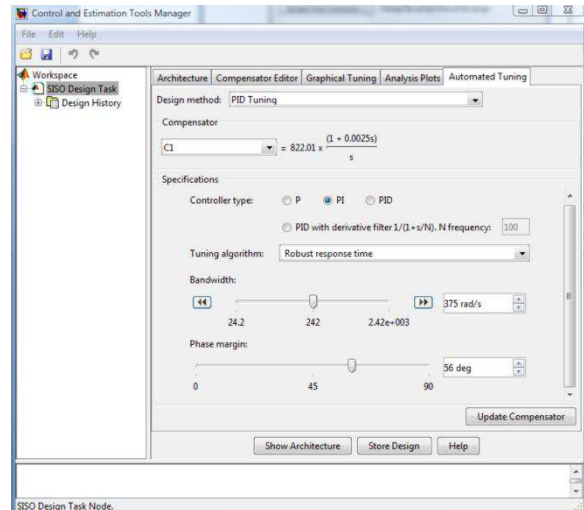 Control and Estimation Tools Manager
File Edit Help
Workspace
SISO Design Task
Design History
Architecture Compensator Editor Graphical Tuning Analysis Plots Automated Tuning
Design method: PID Tuning
Compensator
C1 = 822.01 x (1 + 0.0025s)
s
Specifications
Controller type: P PI PID
PID with derivative filter 1/(1+s/N). N frequency: 100
Tuning algorithm: Robust response time
Bandwidth:
375 rad/s
24.2 242 2.42e+003
Phase margin:
56 deg
0 45 90
Update Compensator
Show Architecture Store Design Help
SISO Design Task Node.